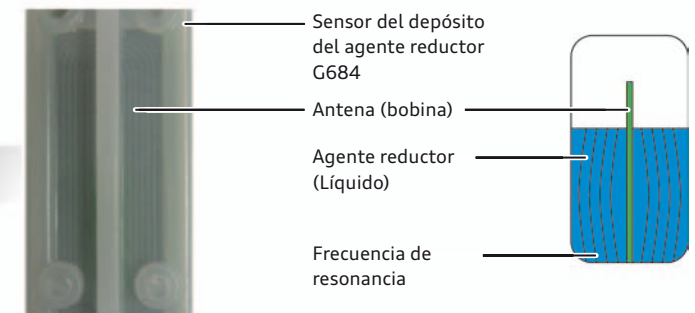 Sensor del depósito
del agente reductor
G684
Antena (bobina)
Agente reductor
(Líquido)
Frecuencia de
resonancia